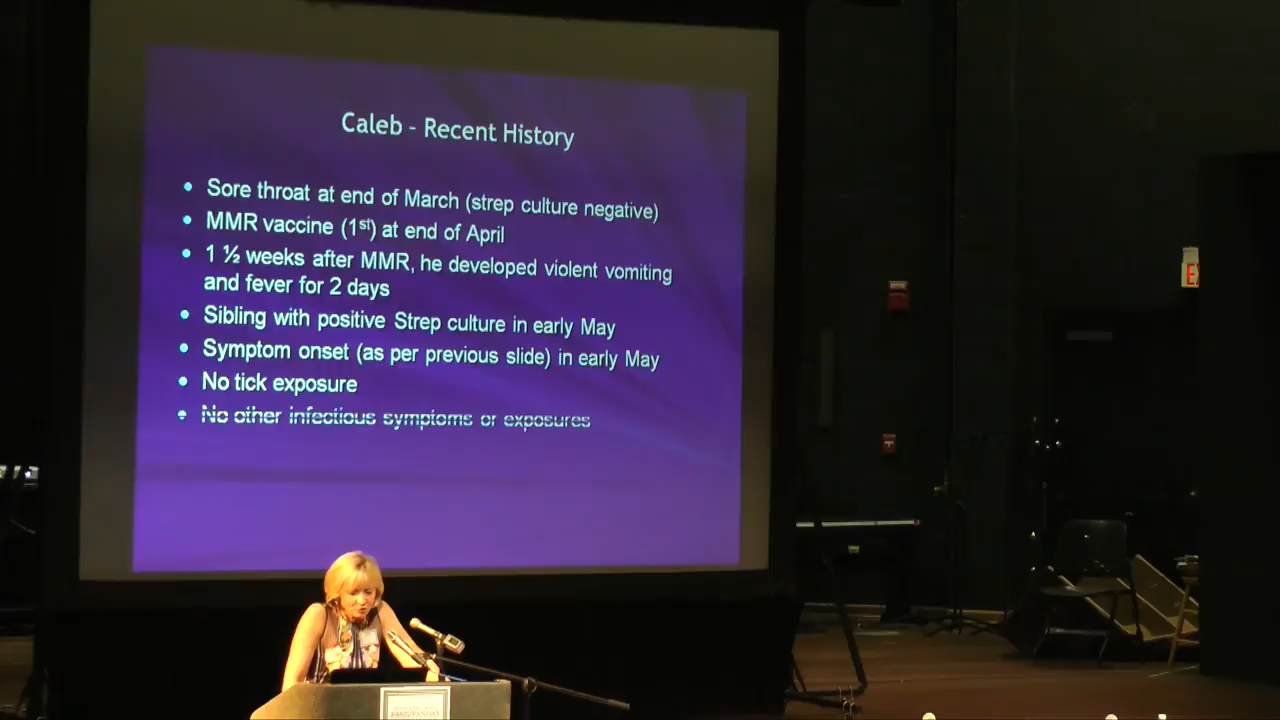 Caleb - Recent History
• Sore throat at end of March (strep culture negative)
• MMR vaccine (1st) at end of April
• 1 ½ weeks after MMR, he developed violent vomiting
and fever for 2 days
• Sibling with positive Strep culture in early May
• Symptom onset (as per previous slide) in early May
• No tick exposure
• No other infectious symptoms or exposures
PANS/PANDAS